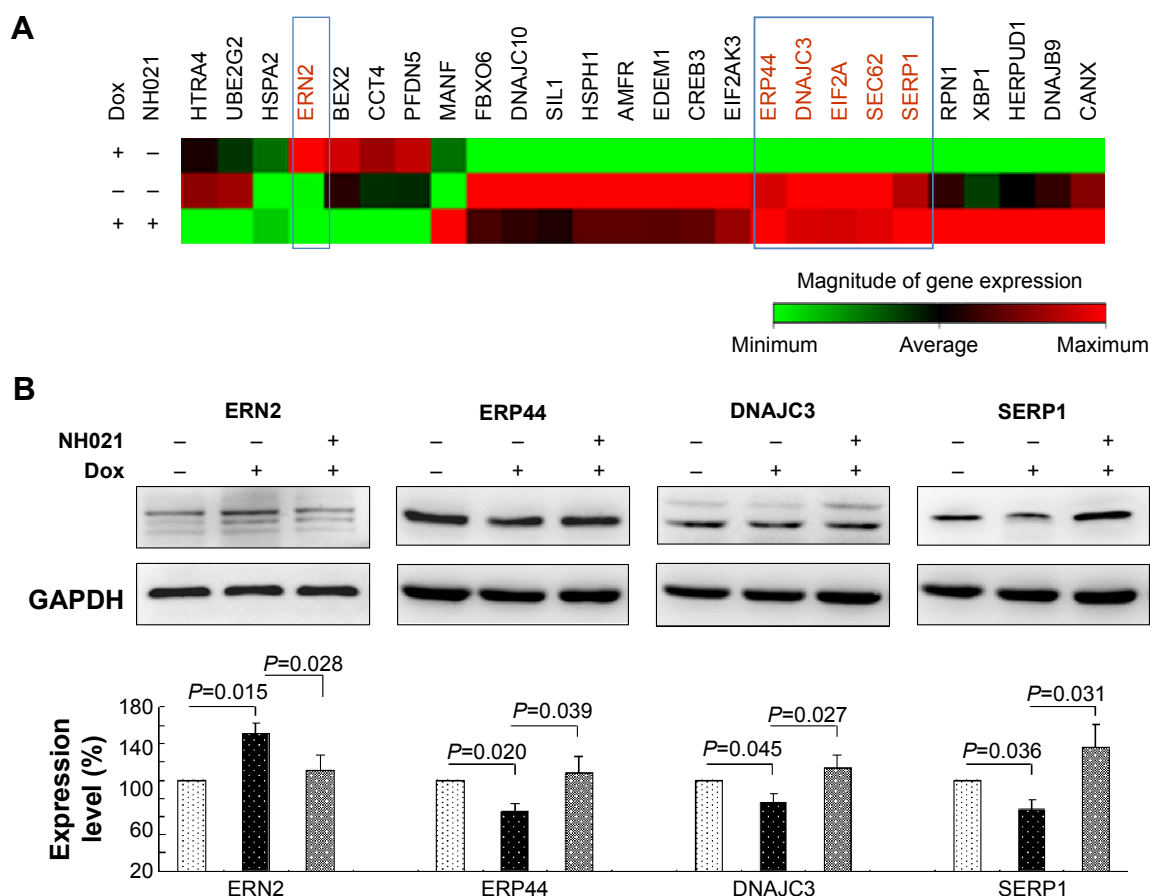 A
Dox NH021 HTRA4 UBE2G2 HSPA2 ERN2 BEX2 CCT4 PFDN5 MANF FBXO6 DNAJC10 SIL1 HSPH1 AMFR EDEM1 CREB3 EIF2AK3 ERP44 DNAJC3 EIF2A SEC62 SERP1 RPN1 XBP1 HERPUD1 DNAJB9 CANX
+ –
– –
+ +
Magnitude of gene expression
Minimum Average Maximum
B
ERN2 ERP44 DNAJC3 SERP1
NH021 – – + – – + – – + – – +
Dox – + + – + + – + + – + +
GAPDH
Expression level (%)
180
140
100
60
20
P=0.015 P=0.028
P=0.020 P=0.039
P=0.045 P=0.027
P=0.036 P=0.031
ERN2 ERP44 DNAJC3 SERP1